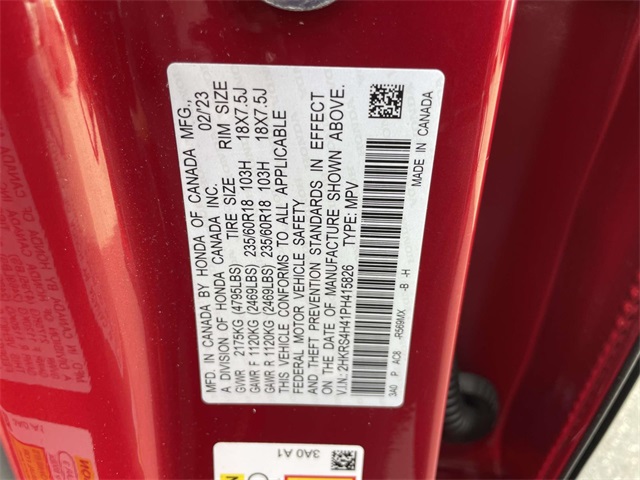 MFD. IN CANADA BY HONDA OF CANADA MFG., 02/'23
A DIVISION OF HONDA CANADA INC. TIRE SIZE RIM SIZE
GVWR 2175KG (4795LBS)
GAWR F 1120KG (2469LBS) 235/60R18 103H 18X7.5J
GAWR R 1120KG (2469LBS) 235/60R18 103H 18X7.5J
THIS VEHICLE CONFORMS TO ALL APPLICABLE
FEDERAL MOTOR VEHICLE SAFETY
AND THEFT PREVENTION STANDARDS IN EFFECT
ON THE DATE OF MANUFACTURE SHOWN ABOVE.
V.I.N.: 2HKRS4H41PH415826 TYPE: MPV
3A0 P AC8 R569MX -B -H MADE IN CANADA
3A0 A1